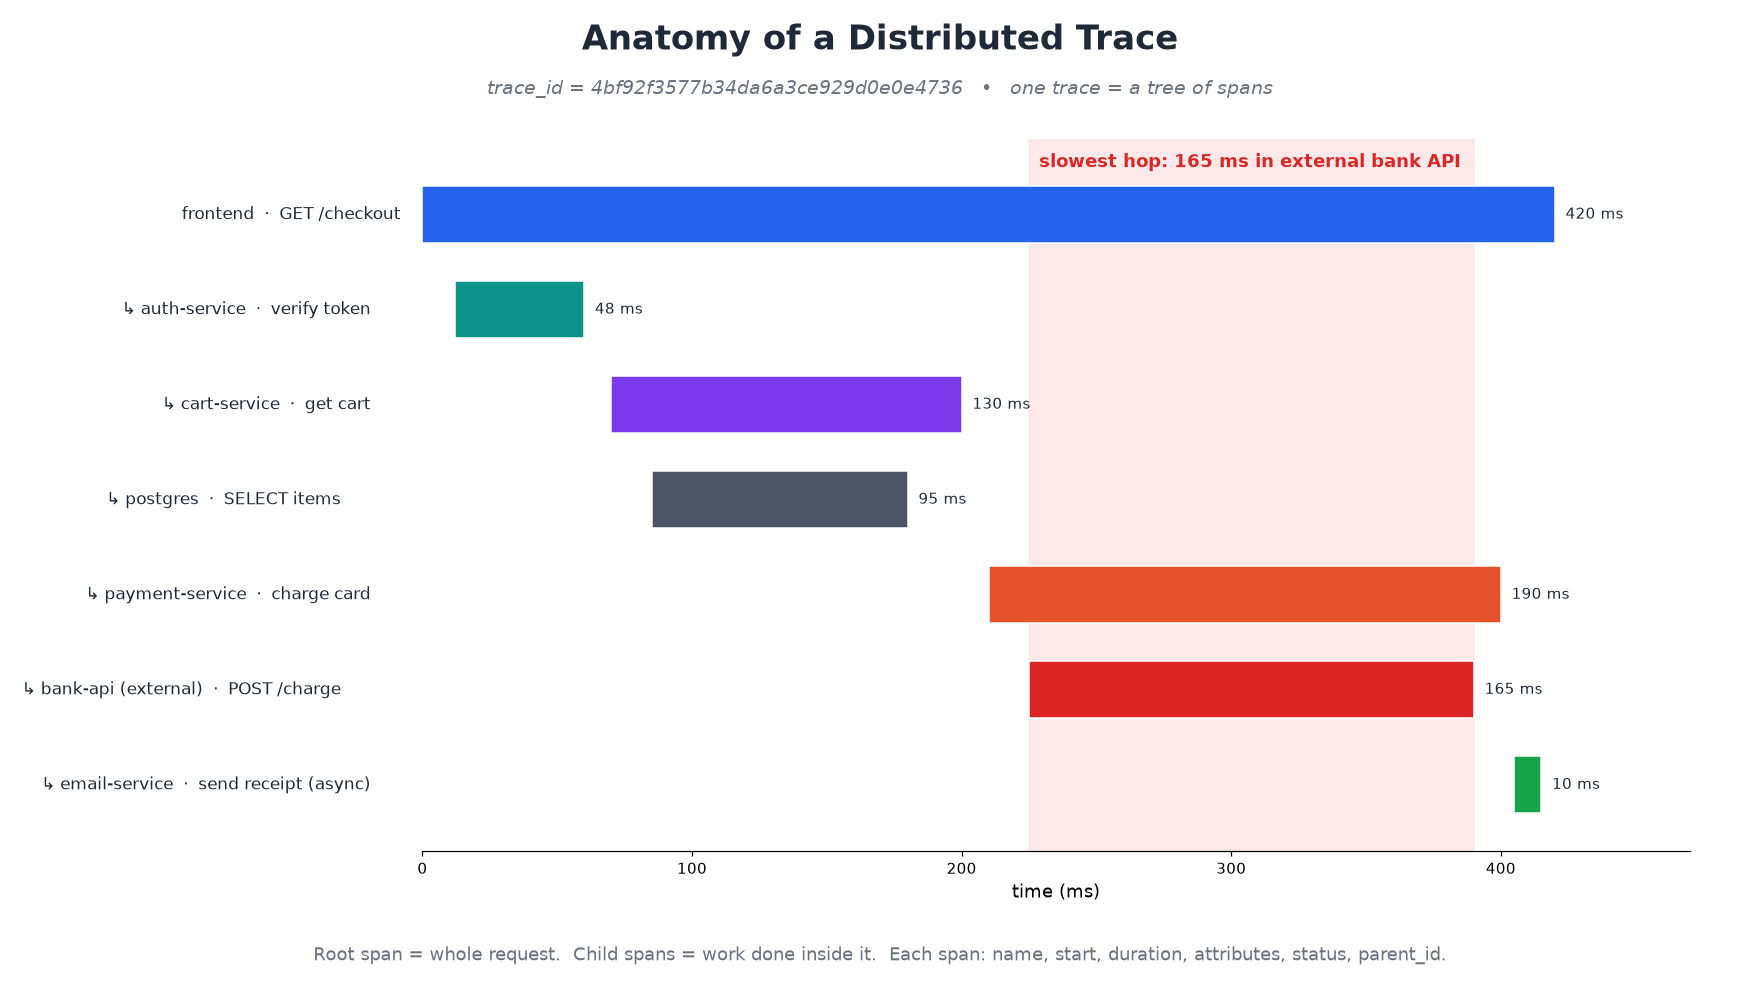 Anatomy of a Distributed Trace
trace_id = 4bf92f3577b34da6a3ce929d0e0e4736 • one trace = a tree of spans
slowest hop: 165 ms in external bank API
frontend · GET /checkout 420 ms
↳ auth-service · verify token 48 ms
↳ cart-service · get cart 130 ms
↳ postgres · SELECT items 95 ms
↳ payment-service · charge card 190 ms
↳ bank-api (external) · POST /charge 165 ms
↳ email-service · send receipt (async) 10 ms
0 100 200 300 400
time (ms)
Root span = whole request. Child spans = work done inside it. Each span: name, start, duration, attributes, status, parent_id.